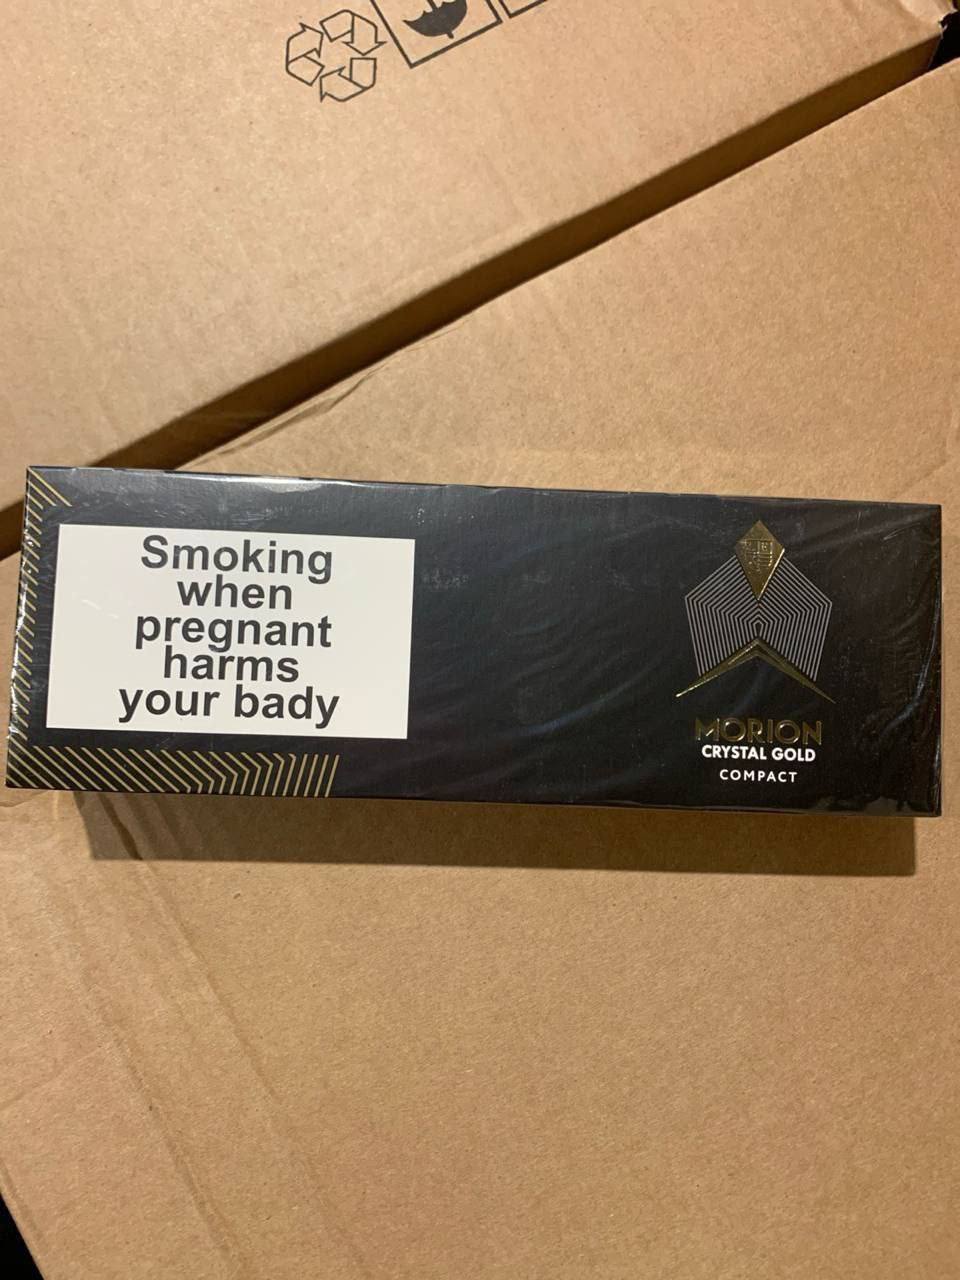 Smoking
when
pregnant
harms
your bady
MORION
CRYSTAL GOLD
COMPACT